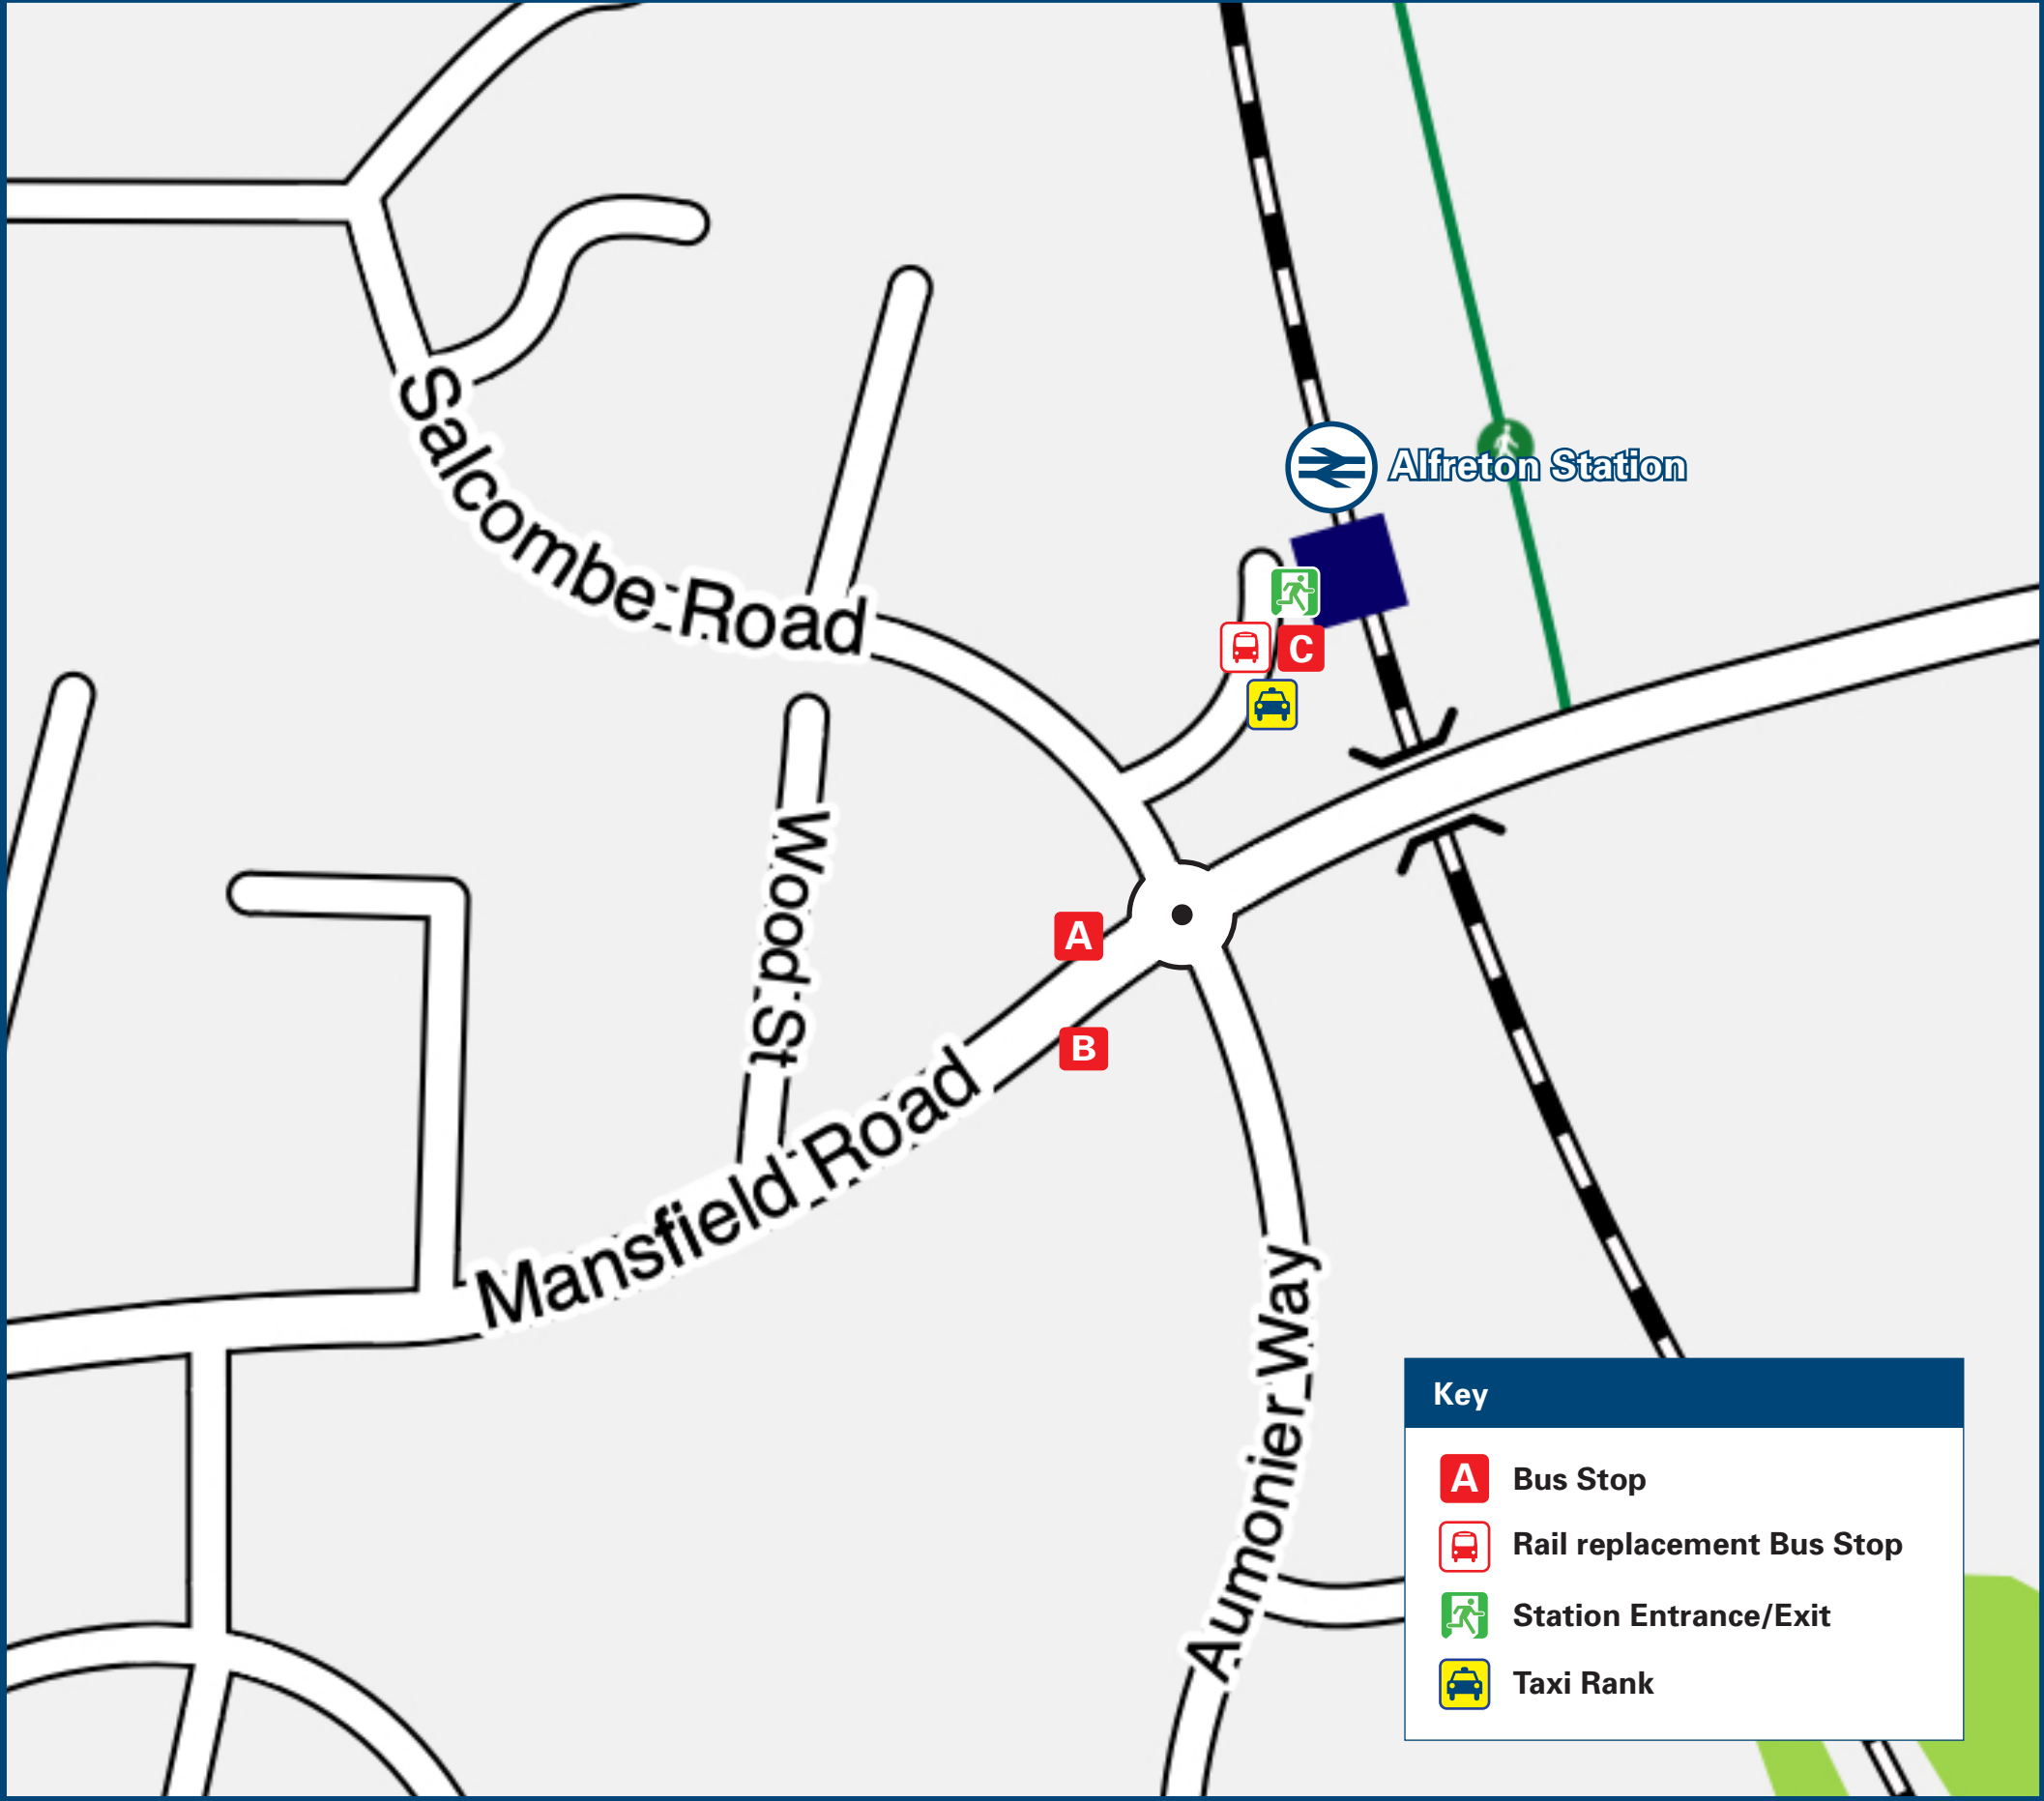 Salcombe Road
Alfreton Station
C
Wood St
A
B
Mansfield Road
Aumonier Way
Key
A Bus Stop
Rail replacement Bus Stop
Station Entrance/Exit
Taxi Rank